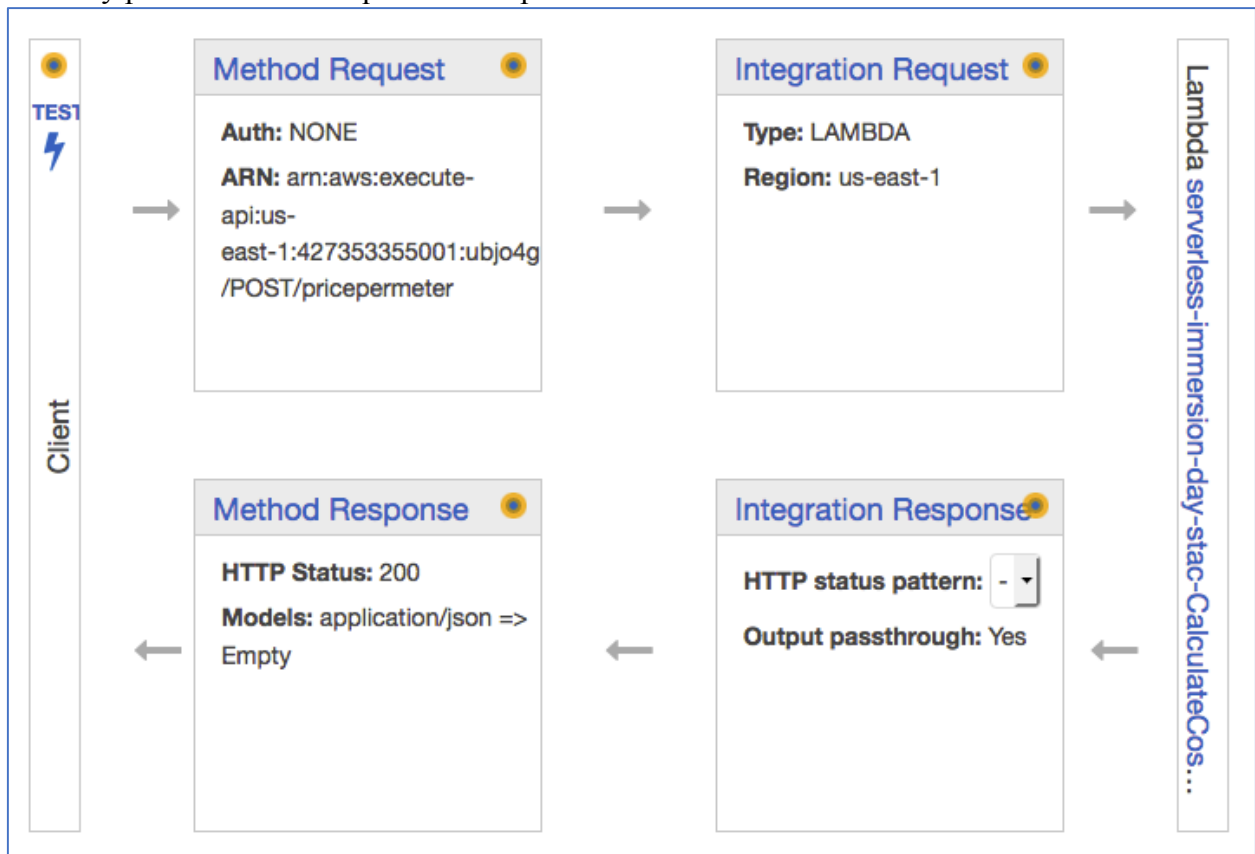 TEST
Client
Method Request
Auth: NONE
ARN: arn:aws:execute-
api:us-
east-1:427353355001:ubjo4g
/POST/pricepermeter
Integration Request
Type: LAMBDA
Region: us-east-1
Lambda serverless-immersion-day-stac-CalculateCos...
Method Response
HTTP Status: 200
Models: application/json =>
Empty
Integration Response
HTTP status pattern: -
Output passthrough: Yes